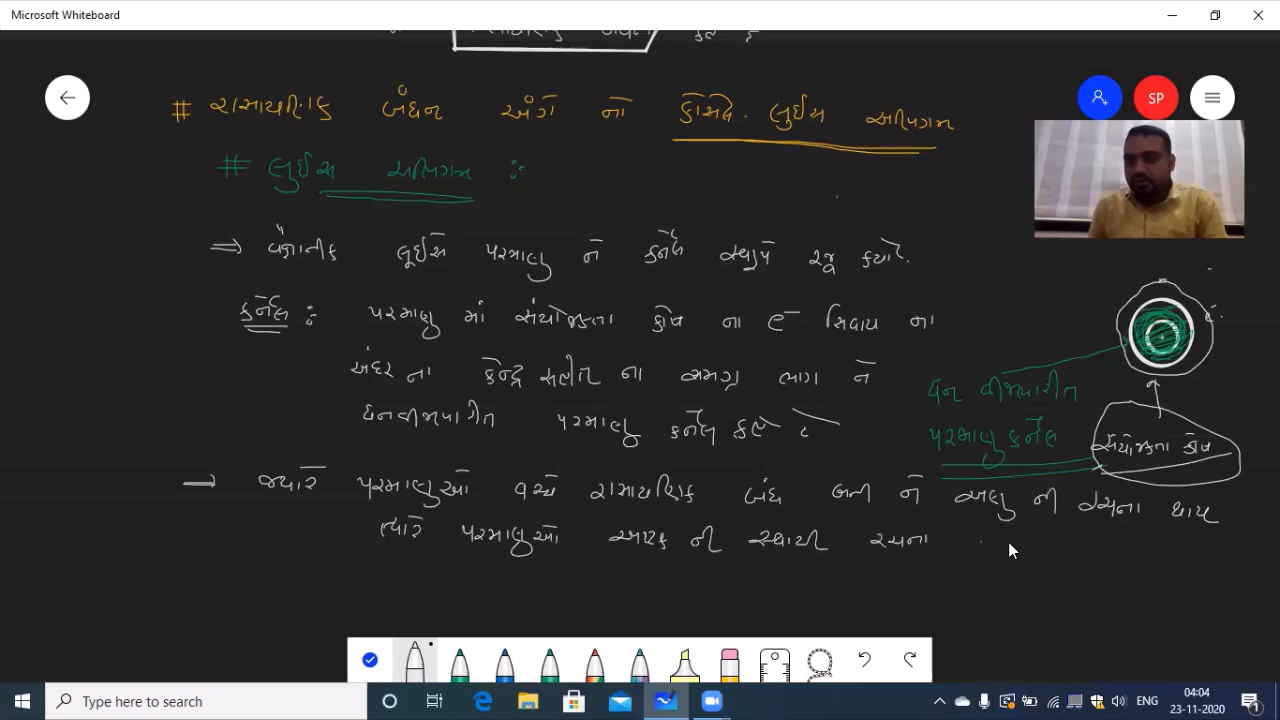 Microsoft Whiteboard
# રાસાયણિક બંધન અંગે નો કોસેલ-લુઈસ અભિગમ
SP
# લુઈસ અભિગમ :
⇒ વૈજ્ઞાનીક લુઈસે પરમાણુ ને કર્નલ સ્વરૂપે રજૂ કર્યો.
કર્નલ : પરમાણુ માં સંયોજકતા કોષ ના e⁻ સિવાય ના
અંદર ના કેન્દ્ર સહીત ના સમગ્ર ભાગ ને
ધનવીજભારીત પરમાણુ કર્નલ કહે છે
e⁻
ધન વીજભારીત
પરમાણુ કર્નલ
સંયોજકતા કોષ
→ જ્યારે પરમાણુઓ વચ્ચે રાસાયણિક બંધ બની ને અણુ ની રચના થાય
ત્યારે પરમાણુઓ અષ્ટક ની સ્થાયી રચના
Type here to search
ENG
04:04
23-11-2020